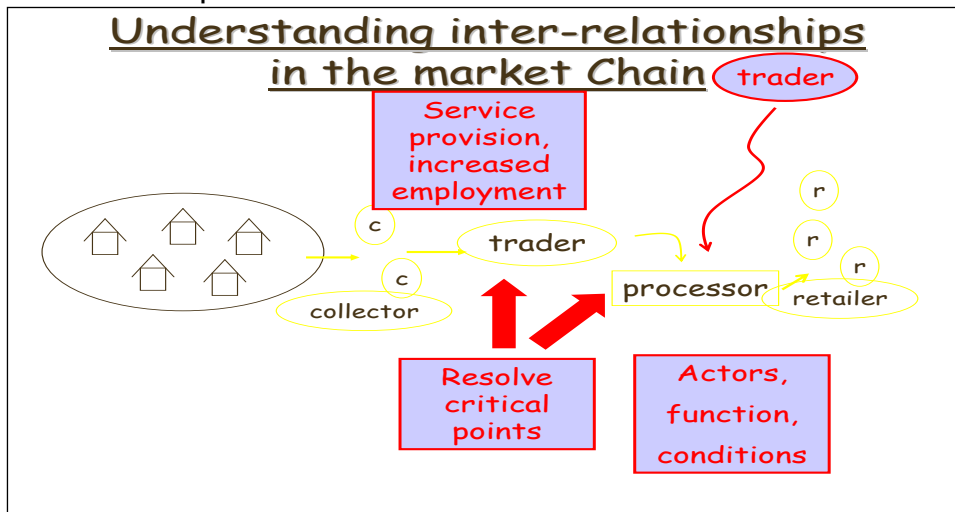 Understanding inter-relationships
in the market Chain
trader
Service
provision,
increased
employment
c
c
collector
trader
processor
r
r
r
retailer
Resolve
critical
points
Actors,
function,
conditions